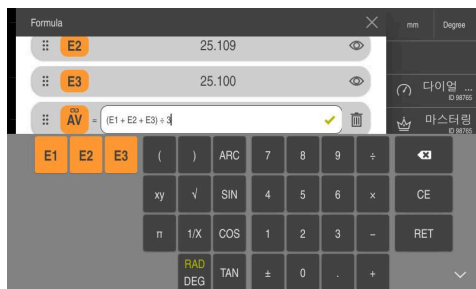 Formula
mm Degree
E2 25.109
E3 25.100
다이얼 ...
ID 98765
AV = (E1 + E2 + E3) ÷ 3
마스터링
ID 98765
E1 E2 E3 ( ) ARC 7 8 9 ÷
xy √ SIN 4 5 6 × CE
π 1/X COS 1 2 3 − RET
RAD
DEG TAN ± 0 . +